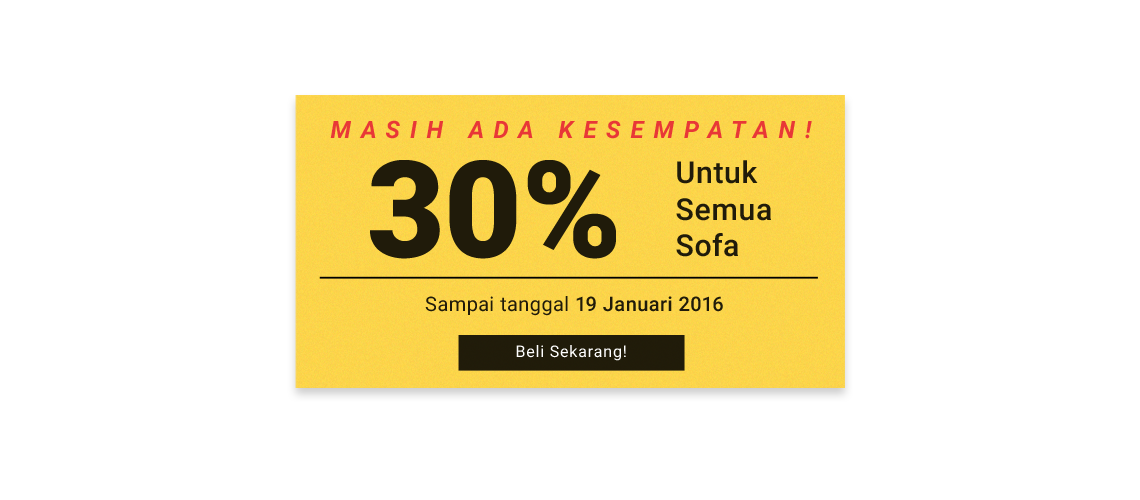 MASIH ADA KESEMPATAN!
30%
Untuk
Semua
Sofa
Sampai tanggal 19 Januari 2016
Beli Sekarang!